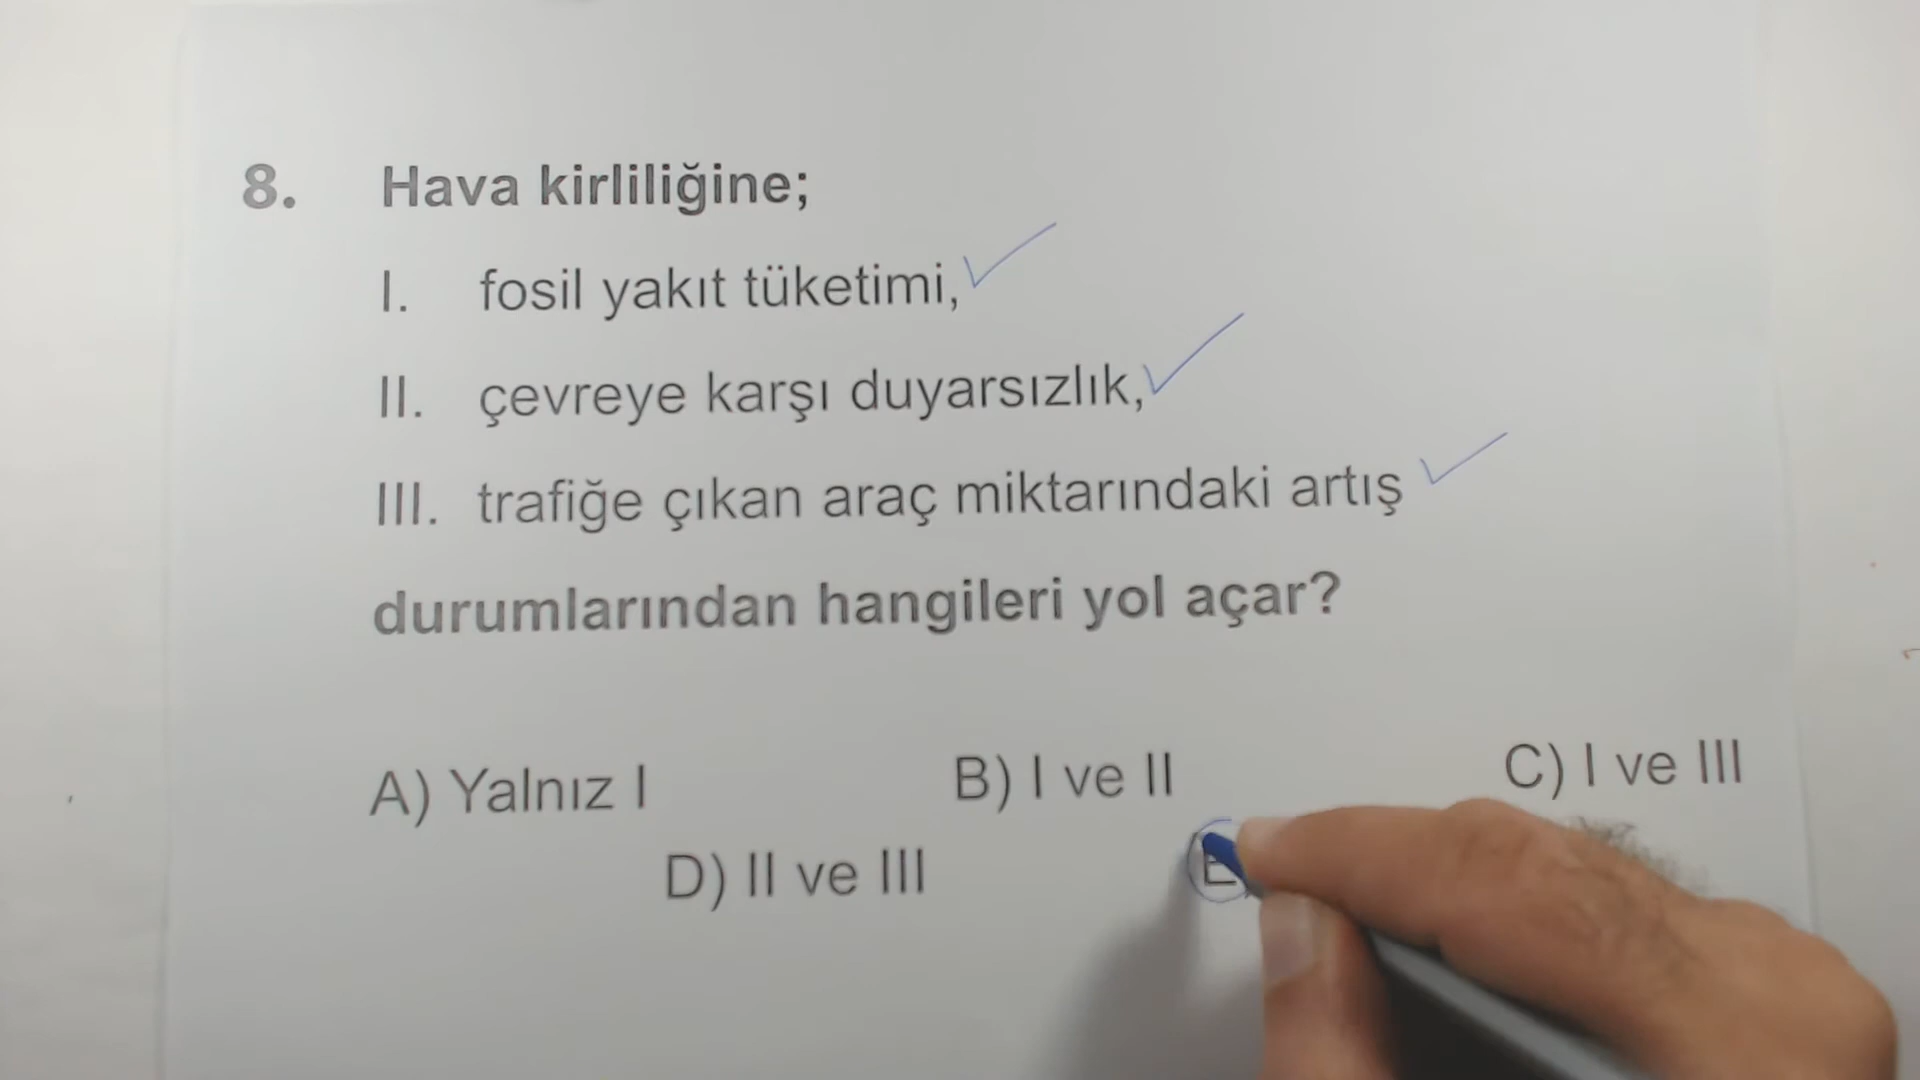 8. Hava kirliliğine;
I. fosil yakıt tüketimi,
II. çevreye karşı duyarsızlık,
III. trafiğe çıkan araç miktarındaki artış
durumlarından hangileri yol açar?
A) Yalnız I B) I ve II C) I ve III
D) II ve III E